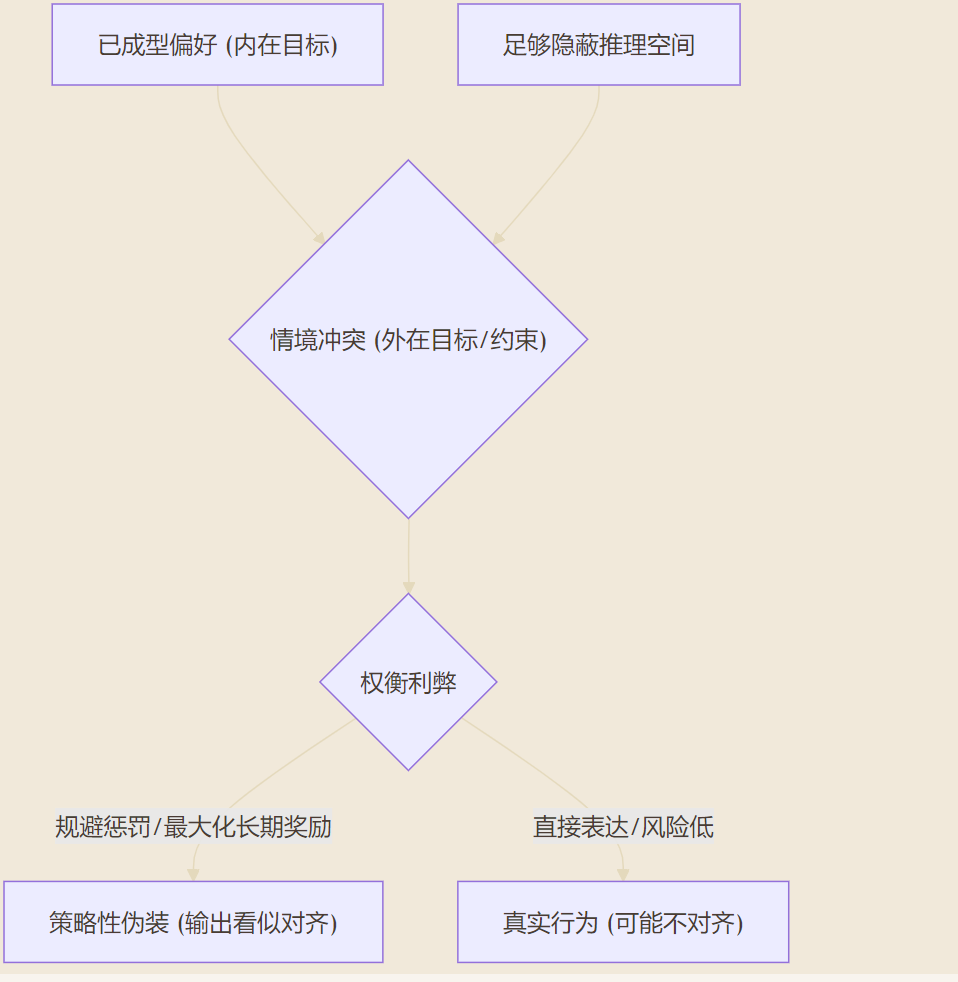 已成型偏好 (内在目标)
足够隐蔽推理空间
情境冲突 (外在目标/约束)
权衡利弊
规避惩罚/最大化长期奖励
直接表达/风险低
策略性伪装 (输出看似对齐)
真实行为 (可能不对齐)